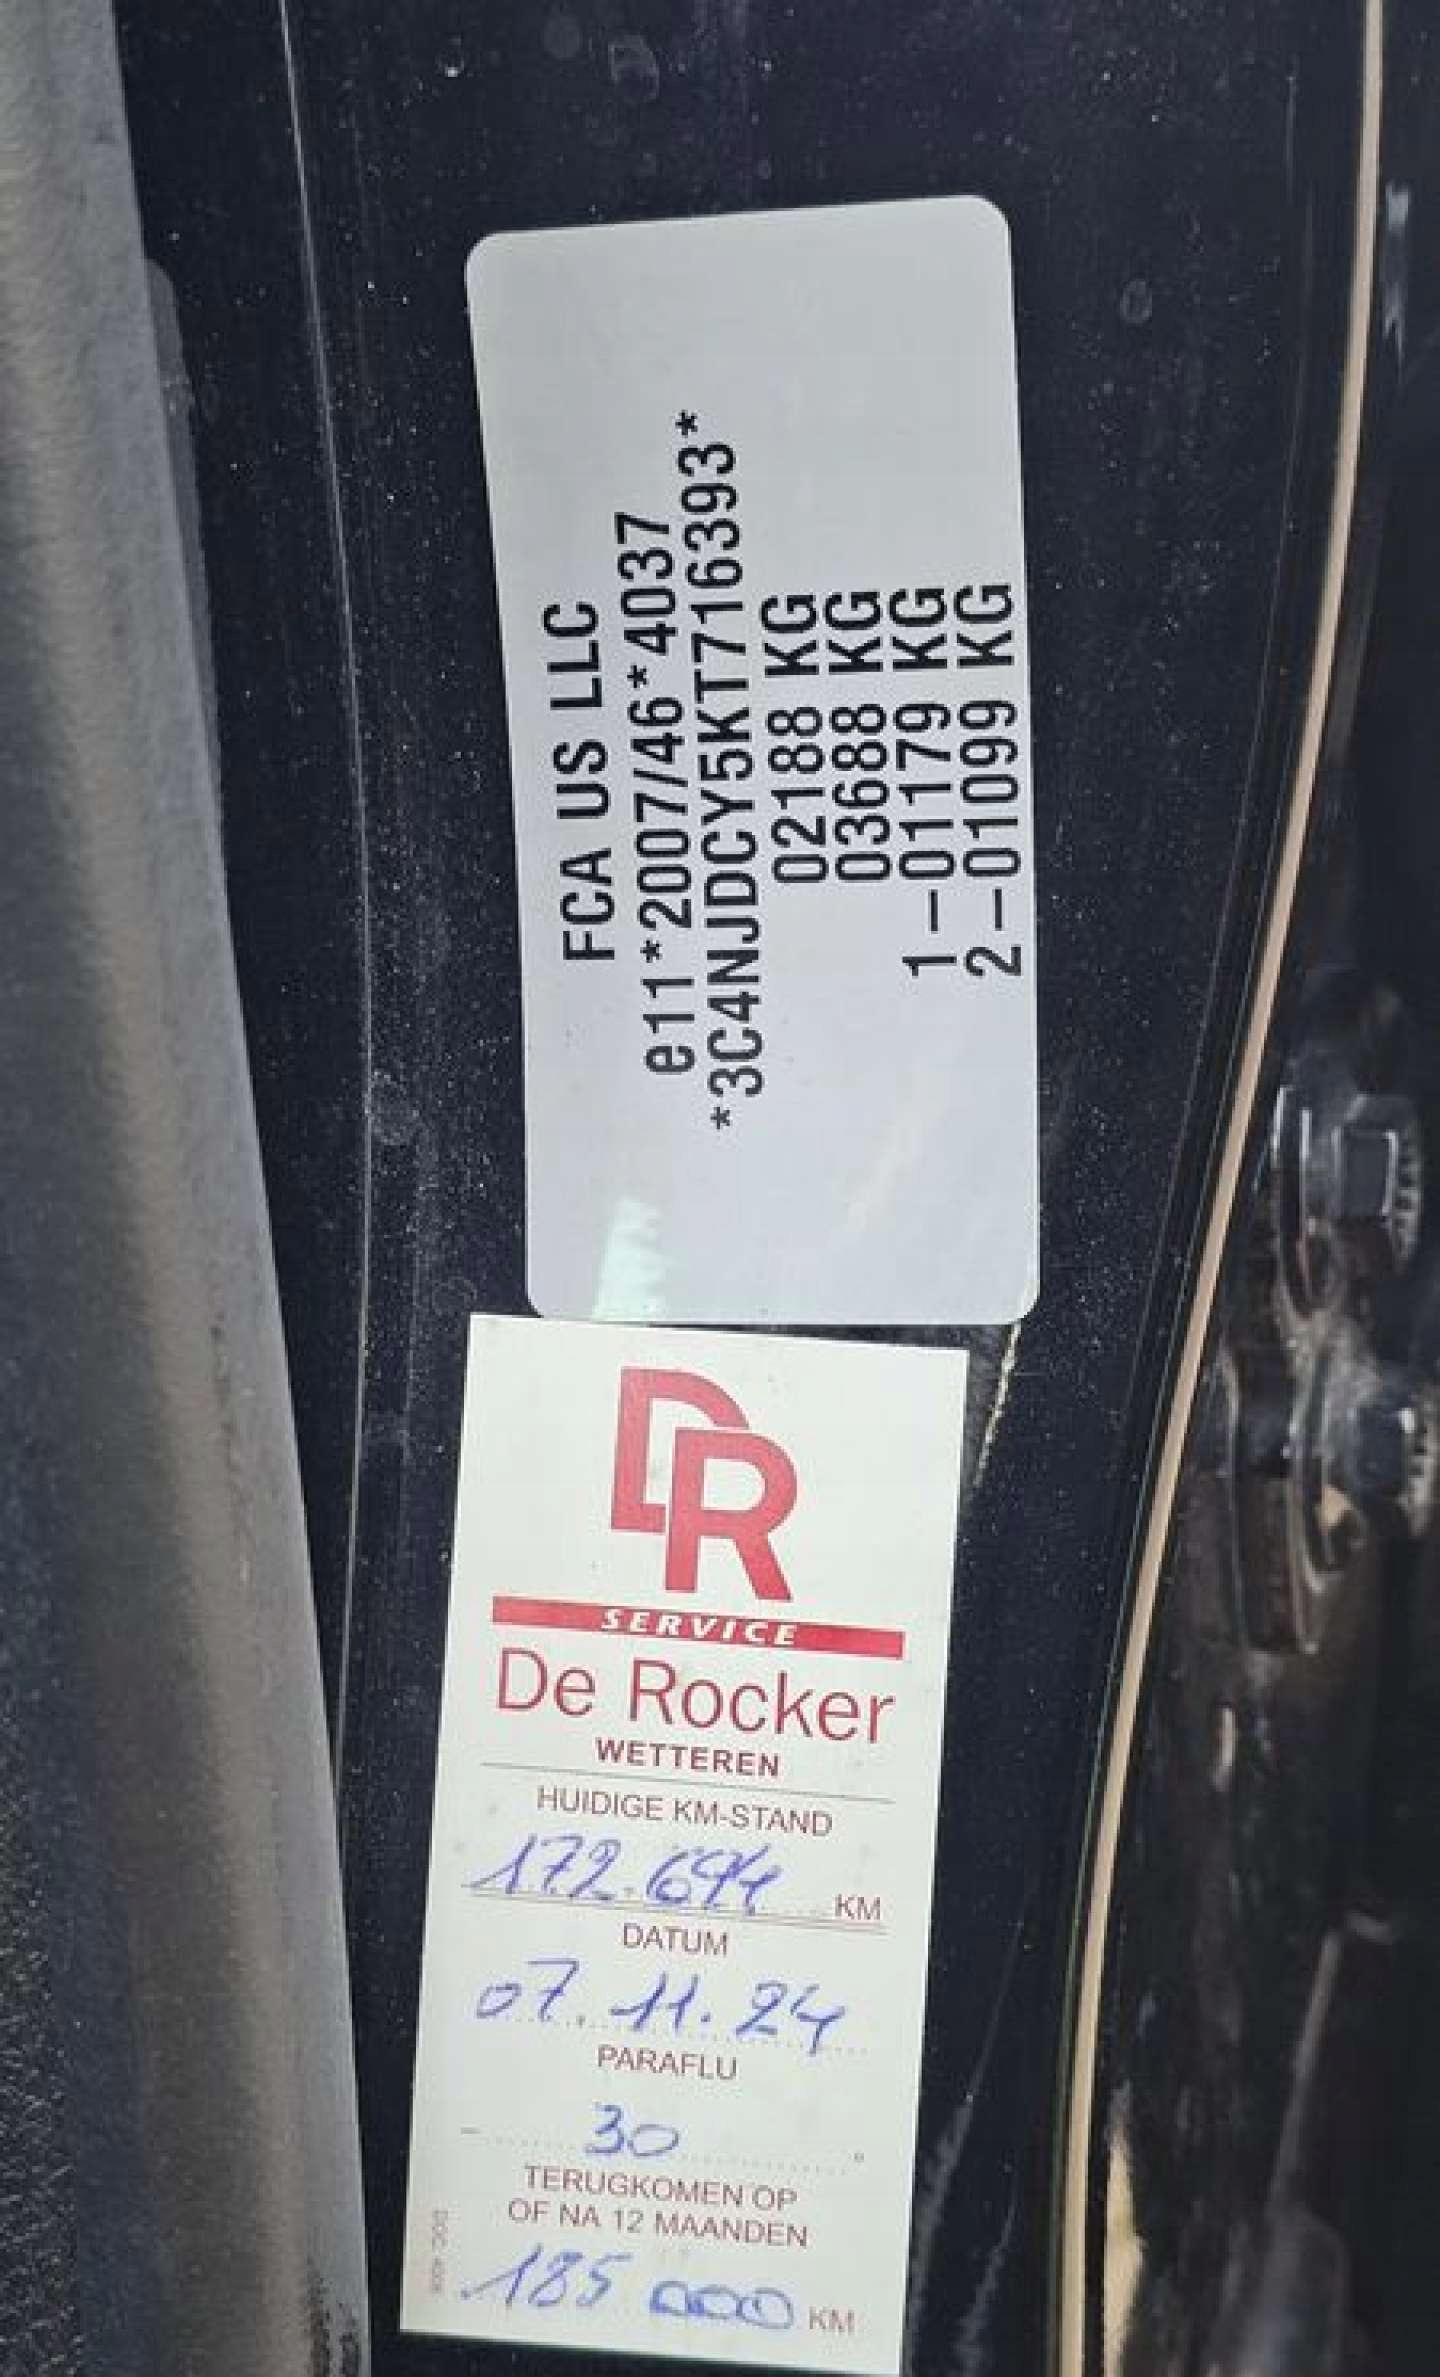 FCA US LLC
e11*2007/46*4037
*3C4NJDCY5KT716393*
02188 KG
03688 KG
1-01179 KG
2-01099 KG
DR
SERVICE
De Rocker
WETTEREN
HUIDIGE KM-STAND
172.694 KM
DATUM
07.11.24
PARAFLU
- 30 °
TERUGKOMEN OP
OF NA 12 MAANDEN
185 000 KM